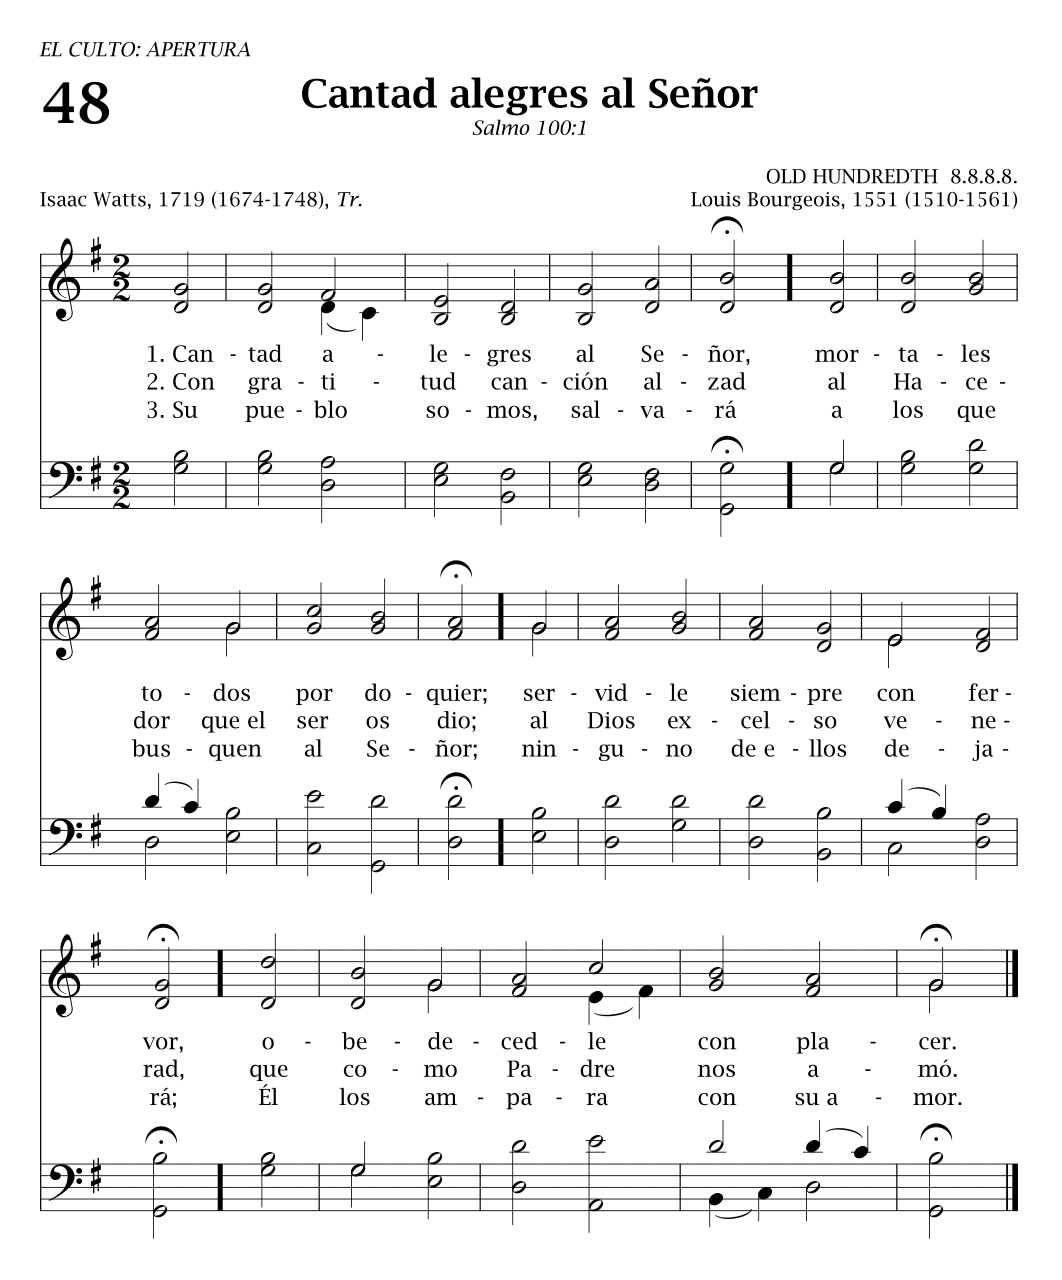 EL CULTO: APERTURA
48
Cantad alegres al Señor
Salmo 100:1
OLD HUNDREDTH 8.8.8.8.
Isaac Watts, 1719 (1674-1748), Tr.
Louis Bourgeois, 1551 (1510-1561)
1. Can - tad a - le - gres al Se - ñor, mor - ta - les
2. Con gra - ti - tud can - ción al - zad al Ha - ce -
3. Su pue - blo so - mos, sal - va - rá a los que
to - dos por do - quier; ser - vid - le siem - pre con fer -
dor que el ser os dio; al Dios ex - cel - so ve - ne -
bus - quen al Se - ñor; nin - gu - no de e - llos de - ja -
vor, o - be - de - ced - le con pla - cer.
rad, que co - mo Pa - dre nos a - mó.
rá; Él los am - pa - ra con su a - mor.